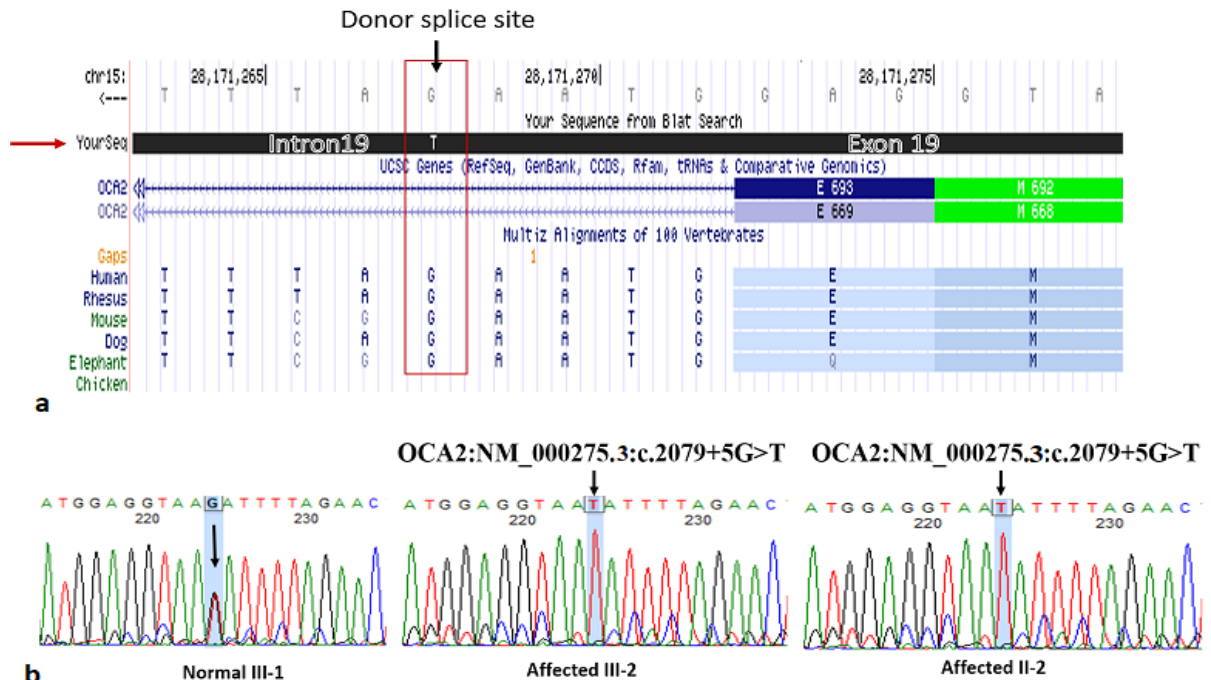 Donor splice site
chr15: 28,171,265| 28,171,270| 28,171,275|
<--- T T T A G A A T G G A G G T A
Your Sequence from Blat Search
YourSeq Intron19 T Exon 19
UCSC Genes (RefSeq, GenBank, CCDS, Rfam, tRNAs & Comparative Genomics)
OCA2 E 693 M 692
OCA2 E 669 M 668
Multiz Alignments of 100 Vertebrates
Gaps 1
Human T T T A G A A T G E M
Rhesus T T T A G A A T G E M
Mouse T T C G G A A T G E M
Dog T T C A G A A T G E M
Elephant T T C G G A A T G Q M
Chicken
a
OCA2:NM_000275.3:c.2079+5G>T OCA2:NM_000275.3:c.2079+5G>T
A T G G A G G T A A G A T T T T A G A A C A T G G A G G T A A T A T T T T A G A A C A T G G A G G T A A T A T T T T A G A A C
220 230 220 230 220 230
Normal III-1 Affected III-2 Affected II-2
b